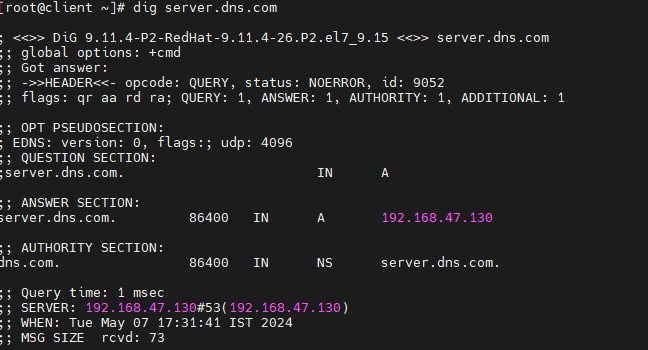 [root@client ~]# dig server.dns.com
; <<>> DiG 9.11.4-P2-RedHat-9.11.4-26.P2.el7_9.15 <<>> server.dns.com
;; global options: +cmd
;; Got answer:
;; ->>HEADER<<- opcode: QUERY, status: NOERROR, id: 9052
;; flags: qr aa rd ra; QUERY: 1, ANSWER: 1, AUTHORITY: 1, ADDITIONAL: 1
;; OPT PSEUDOSECTION:
; EDNS: version: 0, flags:; udp: 4096
;; QUESTION SECTION:
;server.dns.com. IN A
;; ANSWER SECTION:
server.dns.com. 86400 IN A 192.168.47.130
;; AUTHORITY SECTION:
dns.com. 86400 IN NS server.dns.com.
;; Query time: 1 msec
;; SERVER: 192.168.47.130#53(192.168.47.130)
;; WHEN: Tue May 07 17:31:41 IST 2024
;; MSG SIZE rcvd: 73